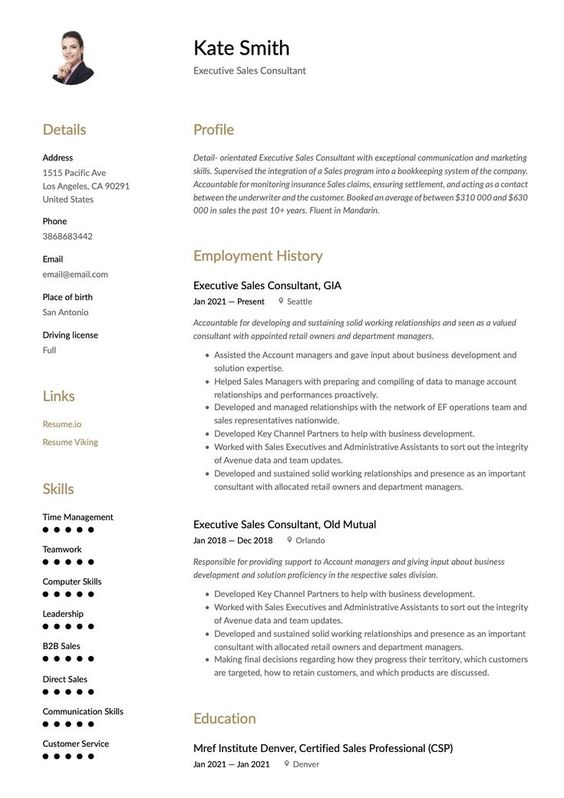 Kate Smith
Executive Sales Consultant
Details
Address
1515 Pacific Ave
Los Angeles, CA 90291
United States
Phone
3868683442
Email
email@email.com
Place of birth
San Antonio
Driving license
Full
Links
Resume.io
Resume Viking
Skills
Time Management
Teamwork
Computer Skills
Leadership
B2B Sales
Direct Sales
Communication Skills
Customer Service
Profile
Detail- orientated Executive Sales Consultant with exceptional communication and marketing
skills. Supervised the integration of a Sales program into a bookkeeping system of the company.
Accountable for monitoring insurance Sales claims, ensuring settlement, and acting as a contact
between the underwriter and the customer. Booked an average of between $310 000 and $630
000 in sales the past 10+ years. Fluent in Mandarin.
Employment History
Executive Sales Consultant, GIA
Jan 2021 — Present Seattle
Accountable for developing and sustaining solid working relationships and seen as a valued
consultant with appointed retail owners and department managers.
• Assisted the Account managers and gave input about business development and
solution expertise.
• Helped Sales Managers with preparing and compiling of data to manage account
relationships and performances proactively.
• Developed and managed relationships with the network of EF operations team and
sales representatives nationwide.
• Developed Key Channel Partners to help with business development.
• Worked with Sales Executives and Administrative Assistants to sort out the integrity
of Avenue data and team updates.
• Developed and sustained solid working relationships and presence as an important
consultant with allocated retail owners and department managers.
Executive Sales Consultant, Old Mutual
Jan 2018 — Dec 2018 Orlando
Responsible for providing support to Account managers and giving input about business
development and solution proficiency in the respective sales division.
• Developed Key Channel Partners to help with business development.
• Worked with Sales Executives and Administrative Assistants to sort out the integrity
of Avenue data and team updates.
• Developed and sustained solid working relationships and presence as an important
consultant with allocated retail owners and department managers.
• Making final decisions regarding how they progress their territory, which customers
are targeted, how to retain customers, and which products are discussed.
Education
Mref Institute Denver, Certified Sales Professional (CSP)
Jan 2021 — Jan 2021 Denver